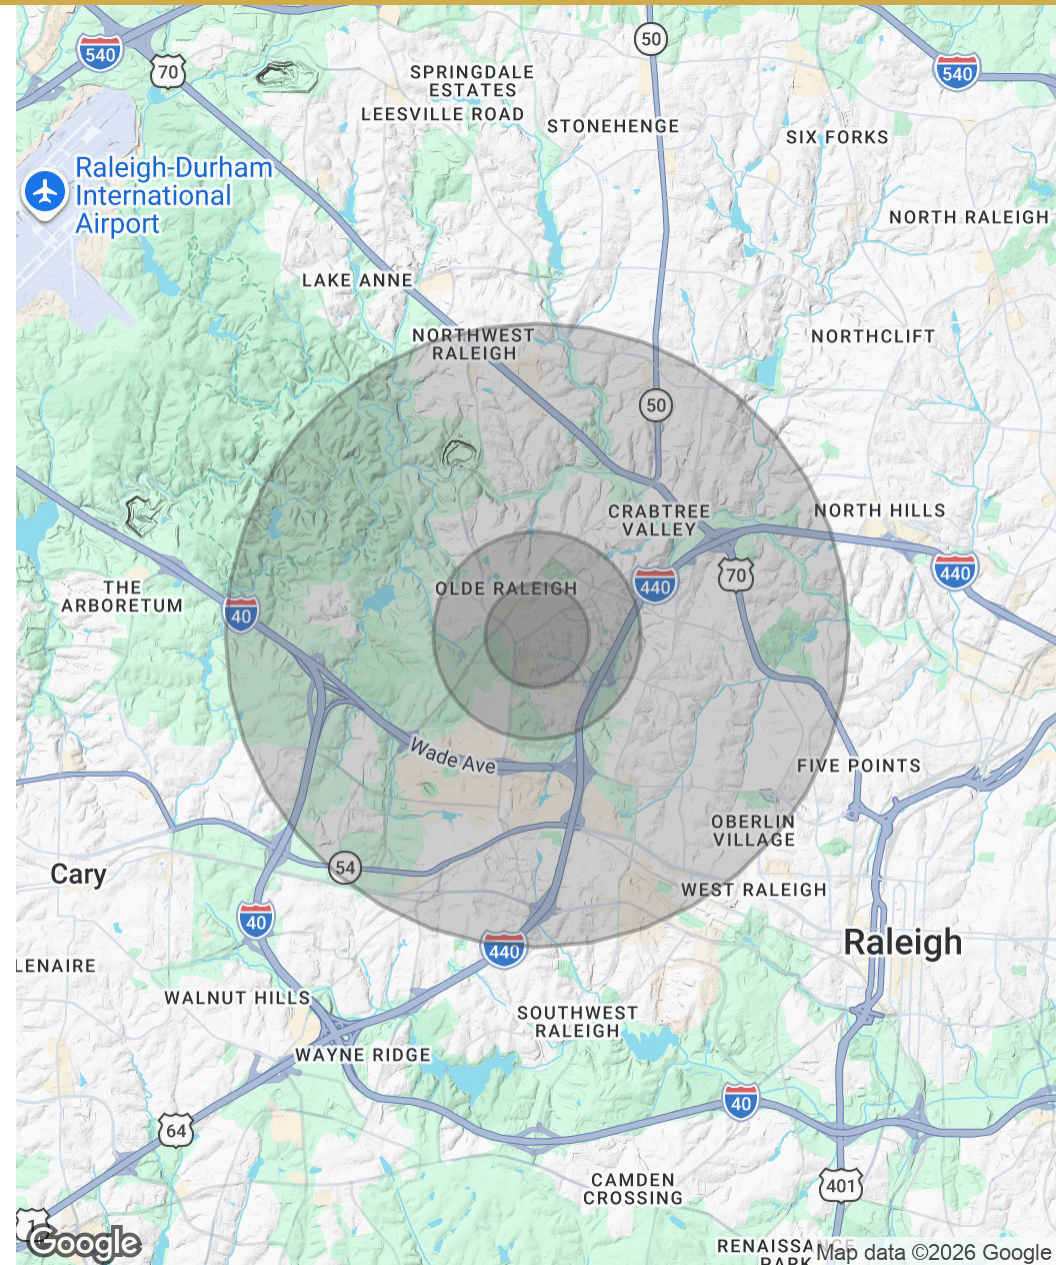 50
540
540
70
SPRINGDALE
ESTATES
LEESVILLE ROAD
STONEHENGE
SIX FORKS
Raleigh-Durham
International
Airport
NORTH RALEIGH
LAKE ANNE
NORTHWEST
RALEIGH
NORTHCLIFT
50
CRABTREE
VALLEY
NORTH HILLS
THE
ARBORETUM
OLDE RALEIGH
440
70
440
40
Wade Ave
FIVE POINTS
OBERLIN
VILLAGE
Cary
54
WEST RALEIGH
40
440
Raleigh
LENAIRE
WALNUT HILLS
SOUTHWEST
RALEIGH
WAYNE RIDGE
40
64
CAMDEN
CROSSING
401
1
Google
RENAISSANCE
PARK
Map data ©2026 Google